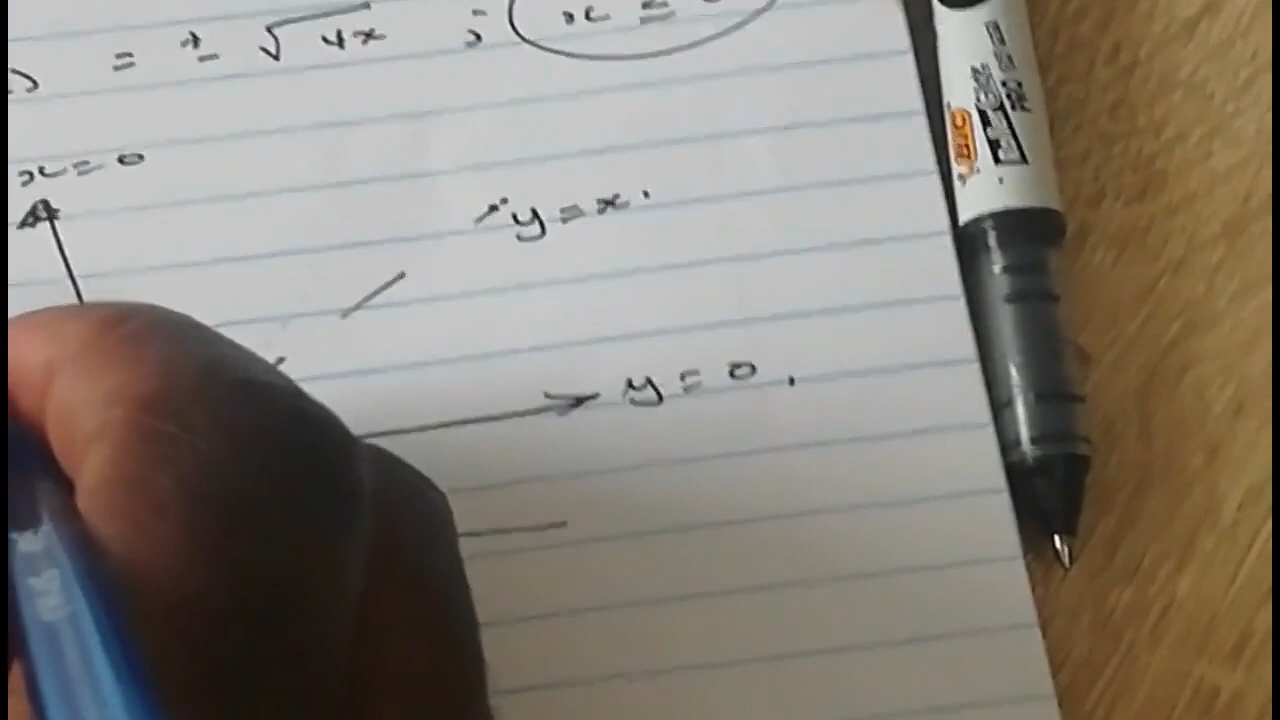 = ± √4x ;
x = 0
y = x.
y = 0.
BIC